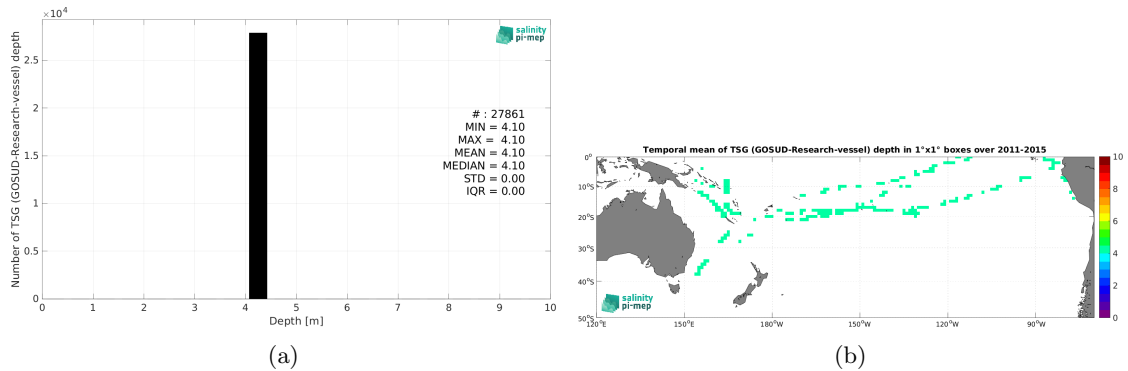 ×10⁴
salinity
pi-mep
Number of TSG (GOSUD-Research-vessel) depth
2.5
2
1.5
1
0.5
0
# : 27861
MIN = 4.10
MAX = 4.10
MEAN = 4.10
MEDIAN = 4.10
STD = 0.00
IQR = 0.00
0 1 2 3 4 5 6 7 8 9 10
Depth [m]
(a)
Temporal mean of TSG (GOSUD-Research-vessel) depth in 1°x1° boxes over 2011-2015
0°
10°S
20°S
30°S
40°S
50°S
120°E 150°E 180°W 150°W 120°W 90°W
salinity
pi-mep
10
8
6
4
2
0
(b)